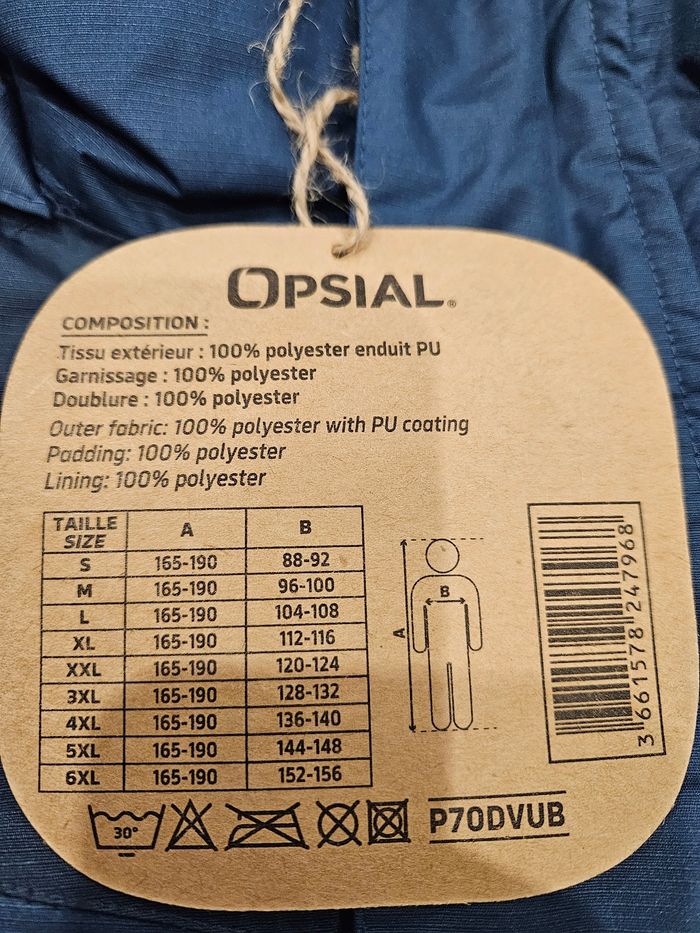 OPSIAL®
COMPOSITION :
Tissu extérieur : 100% polyester enduit PU
Garnissage : 100% polyester
Doublure : 100% polyester
Outer fabric: 100% polyester with PU coating
Padding: 100% polyester
Lining: 100% polyester
TAILLE SIZE A B
S 165-190 88-92
M 165-190 96-100
L 165-190 104-108
XL 165-190 112-116
XXL 165-190 120-124
3XL 165-190 128-132
4XL 165-190 136-140
5XL 165-190 144-148
6XL 165-190 152-156
A
B
3 661578 247968
30°
P70DVUB